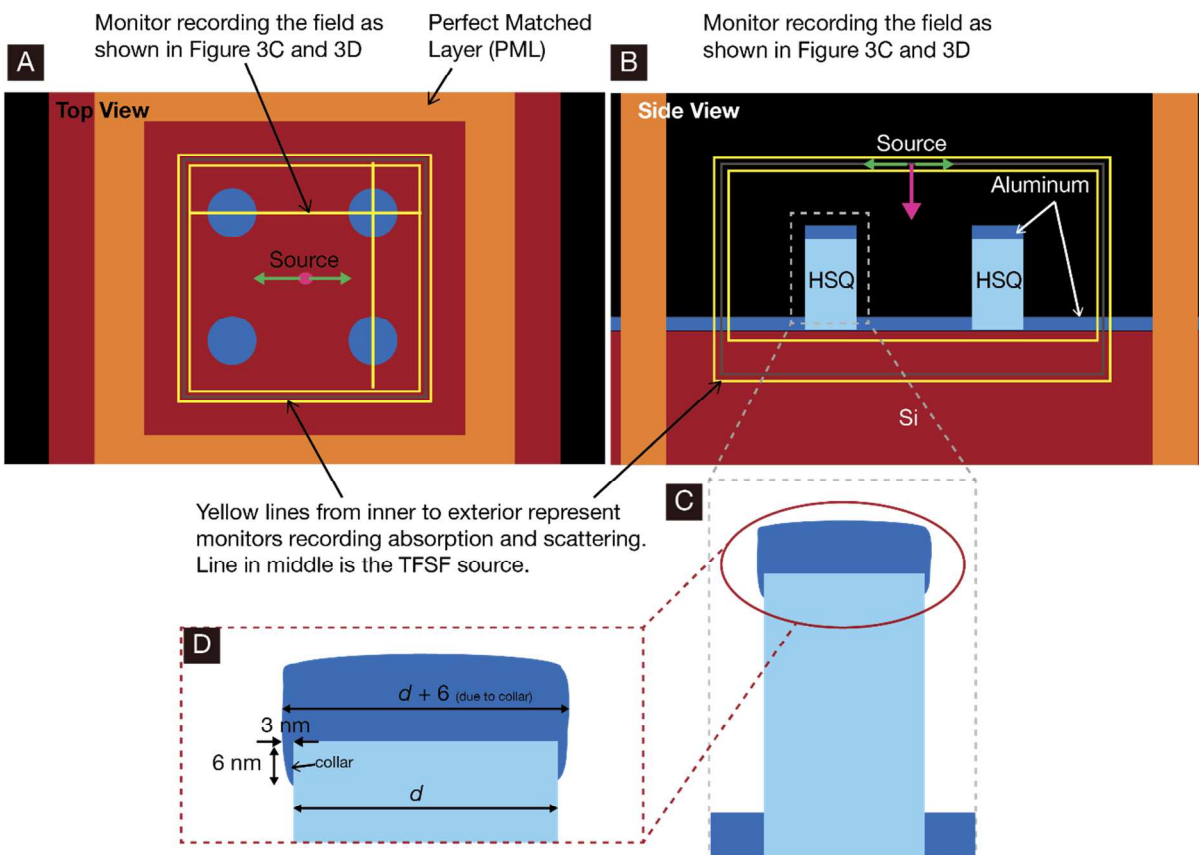 Monitor recording the field as
shown in Figure 3C and 3D
Perfect Matched
Layer (PML)
Monitor recording the field as
shown in Figure 3C and 3D
A
B
Top View
Side View
Source
Source
Aluminum
HSQ
HSQ
Si
Yellow lines from inner to exterior represent
monitors recording absorption and scattering.
Line in middle is the TFSF source.
C
D
d + 6 (due to collar)
3 nm
6 nm
collar
d